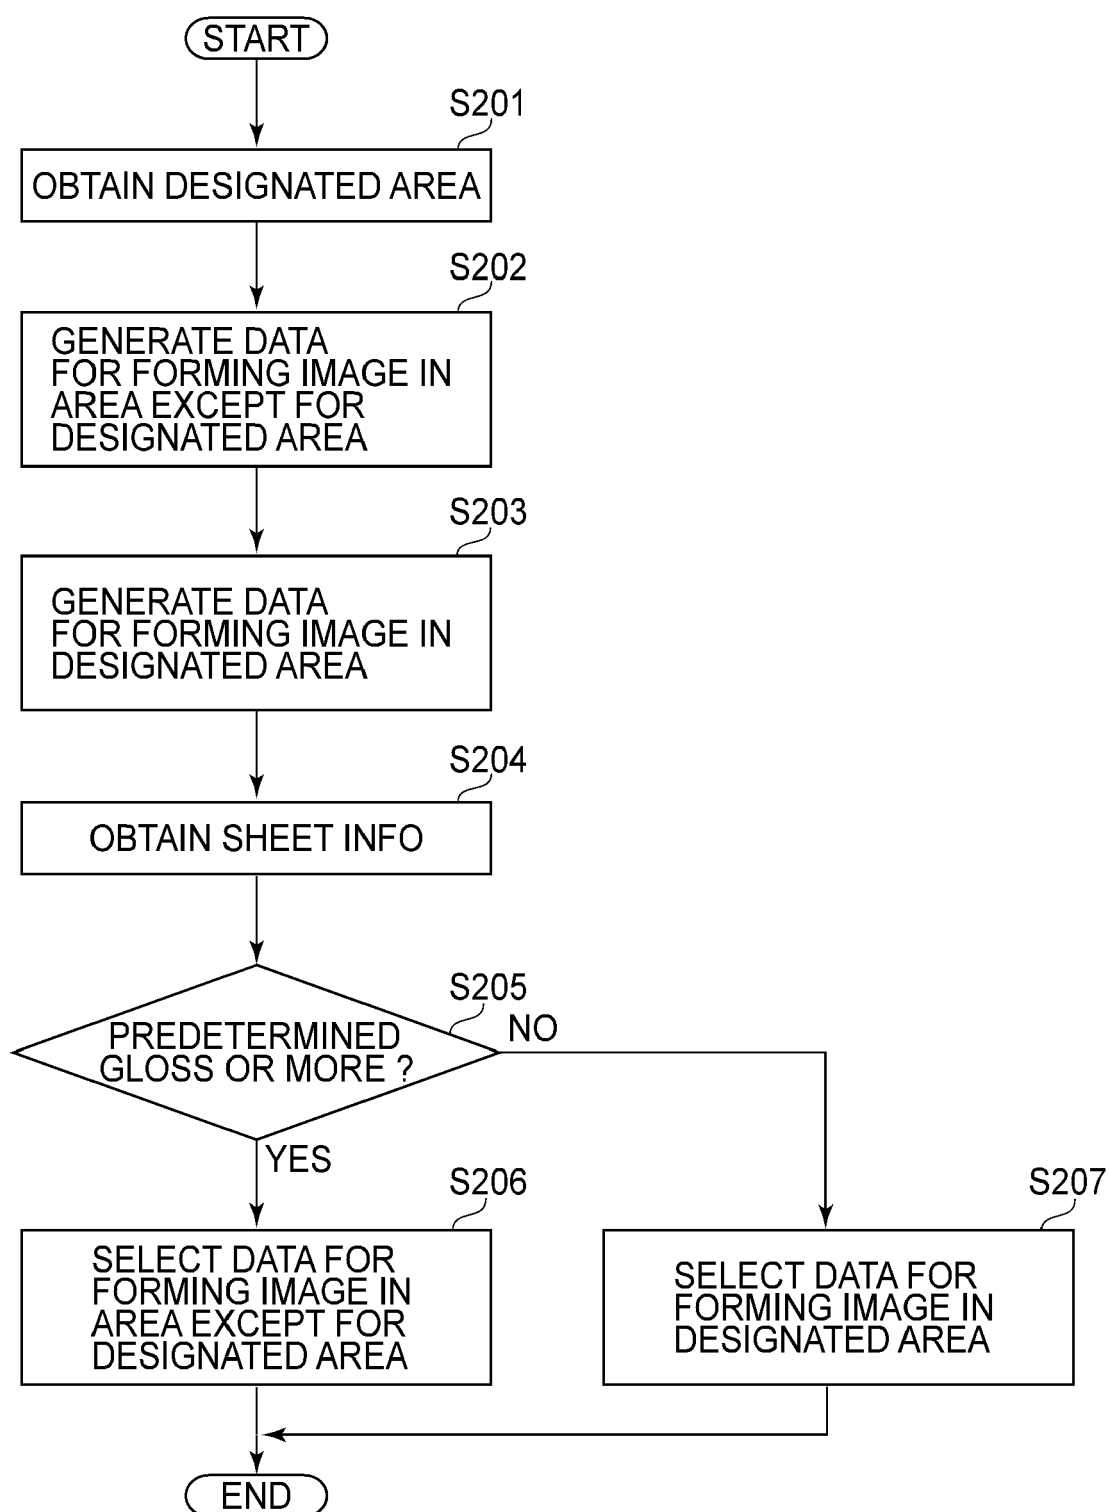 START
S201
OBTAIN DESIGNATED AREA
S202
GENERATE DATA
FOR FORMING IMAGE IN
AREA EXCEPT FOR
DESIGNATED AREA
S203
GENERATE DATA
FOR FORMING IMAGE IN
DESIGNATED AREA
S204
OBTAIN SHEET INFO
S205
PREDETERMINED
GLOSS OR MORE ?
NO
YES
S206
SELECT DATA FOR
FORMING IMAGE IN
AREA EXCEPT FOR
DESIGNATED AREA
S207
SELECT DATA FOR
FORMING IMAGE IN
DESIGNATED AREA
END